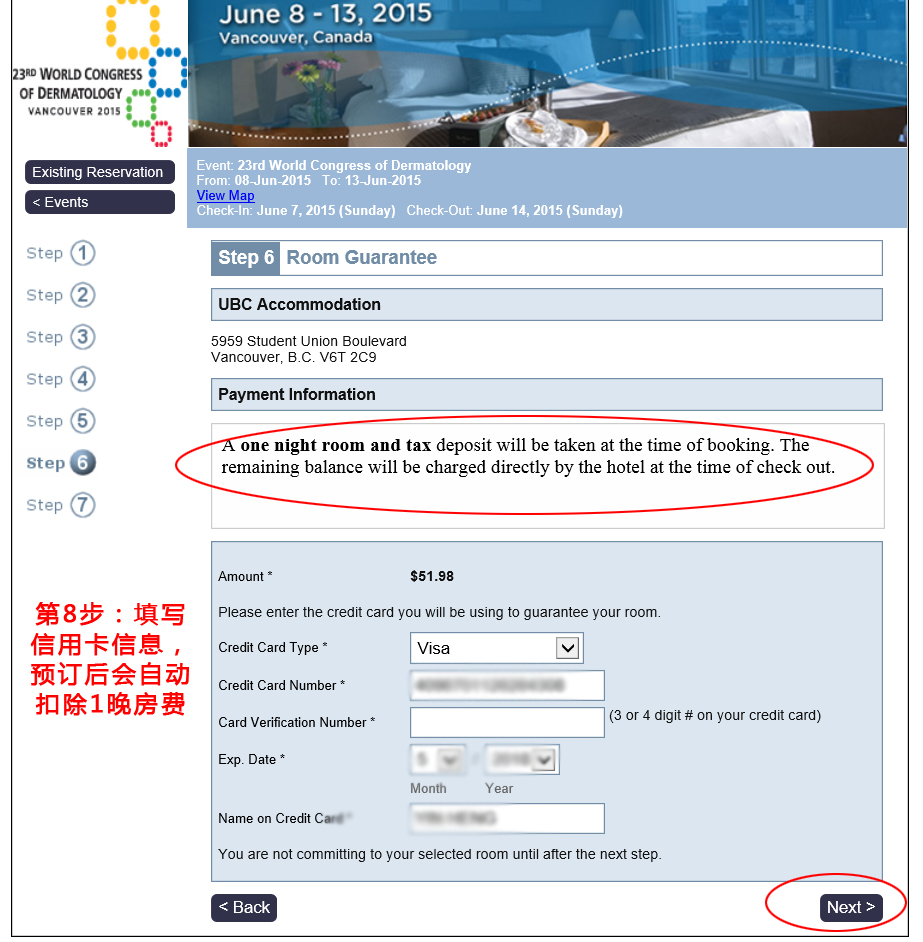 June 8 - 13, 2015
Vancouver, Canada
23RD WORLD CONGRESS
OF DERMATOLOGY
VANCOUVER 2015
Existing Reservation
< Events
Event: 23rd World Congress of Dermatology
From: 08-Jun-2015 To: 13-Jun-2015
View Map
Check-In: June 7, 2015 (Sunday) Check-Out: June 14, 2015 (Sunday)
Step 1
Step 2
Step 3
Step 4
Step 5
Step 6
Step 7
第8步：填写
信用卡信息，
预订后会自动
扣除1晚房费
Step 6 Room Guarantee
UBC Accommodation
5959 Student Union Boulevard
Vancouver, B.C. V6T 2C9
Payment Information
A one night room and tax deposit will be taken at the time of booking. The
remaining balance will be charged directly by the hotel at the time of check out.
Amount * $51.98
Please enter the credit card you will be using to guarantee your room.
Credit Card Type * Visa
Credit Card Number *
Card Verification Number * (3 or 4 digit # on your credit card)
Exp. Date * /
Month Year
Name on Credit Card *
You are not committing to your selected room until after the next step.
< Back Next >